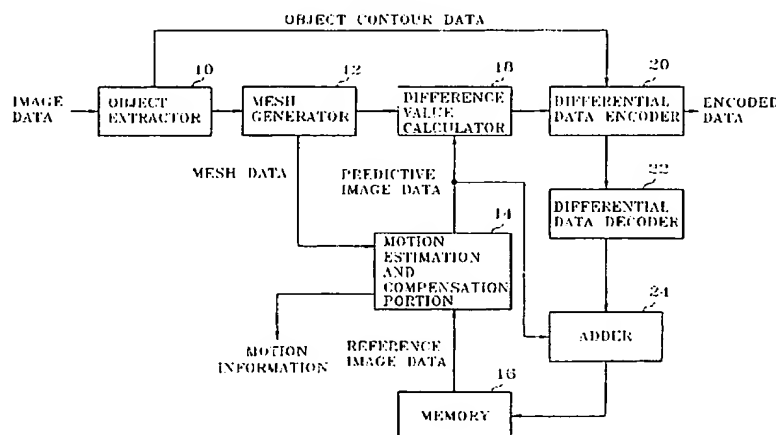 OBJECT CONTOUR DATA
10
12
18
20
IMAGE
DATA
OBJECT
EXTRACTOR
MESH
GENERATOR
DIFFERENCE
VALUE
CALCULATOR
DIFFERENTIAL
DATA ENCODER
ENCODED
DATA
MESH DATA
PREDICTIVE
IMAGE DATA
22
DIFFERENTIAL
DATA DECODER
14
MOTION
ESTIMATION
AND
COMPENSATION
PORTION
24
ADDER
MOTION
INFORMATION
REFERENCE
IMAGE DATA
16
MEMORY